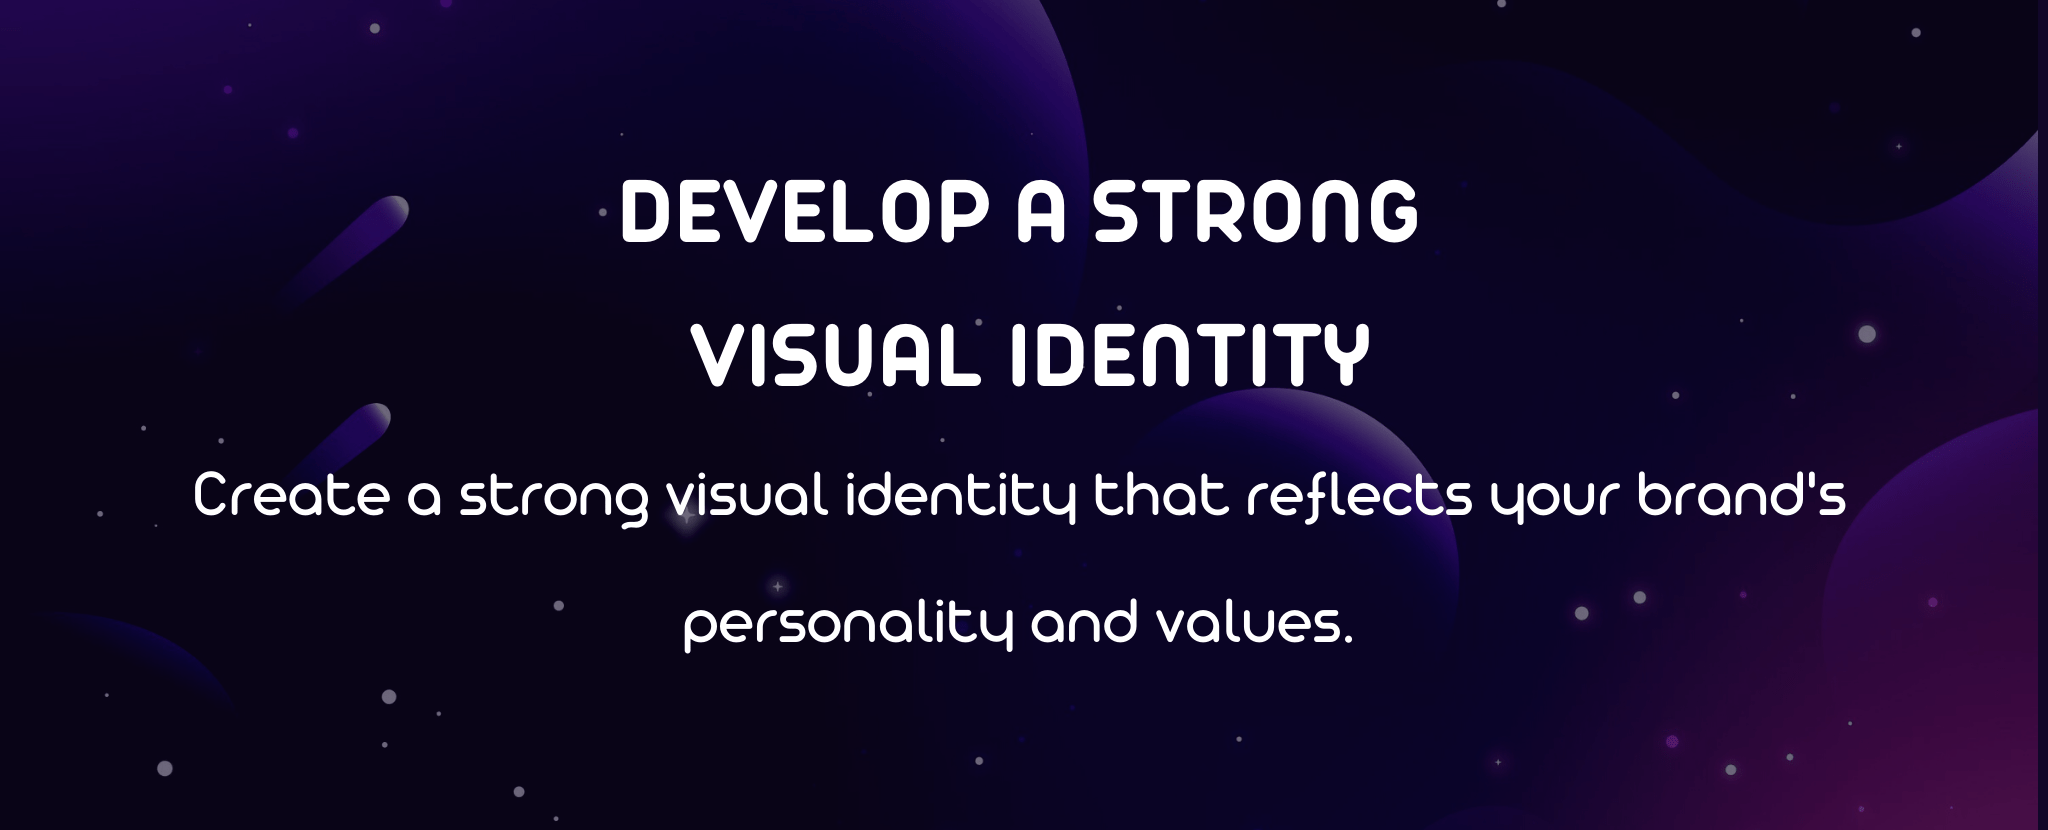 DEVELOP A STRONG
VISUAL IDENTITY
Create a strong visual identity that reflects your brand's
personality and values.